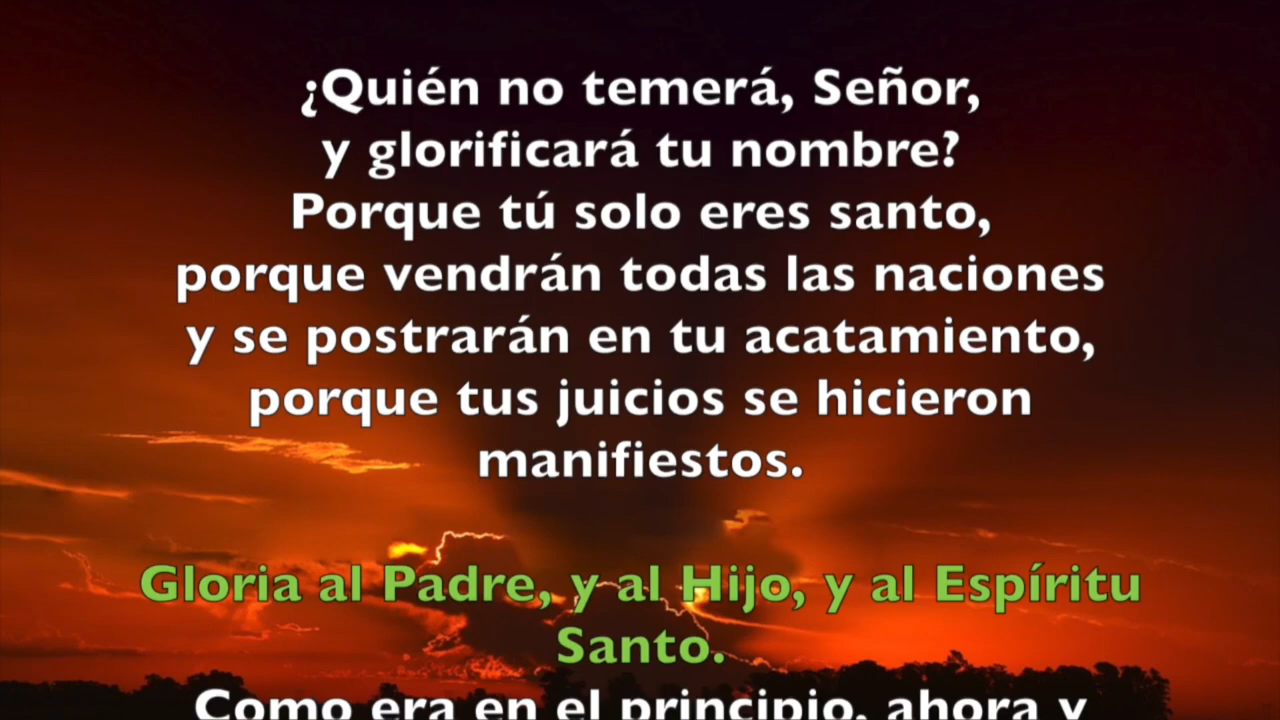 ¿Quién no temerá, Señor,
y glorificará tu nombre?
Porque tú solo eres santo,
porque vendrán todas las naciones
y se postrarán en tu acatamiento,
porque tus juicios se hicieron
manifiestos.
Gloria al Padre, y al Hijo, y al Espíritu
Santo.
Como era en el principio, ahora y